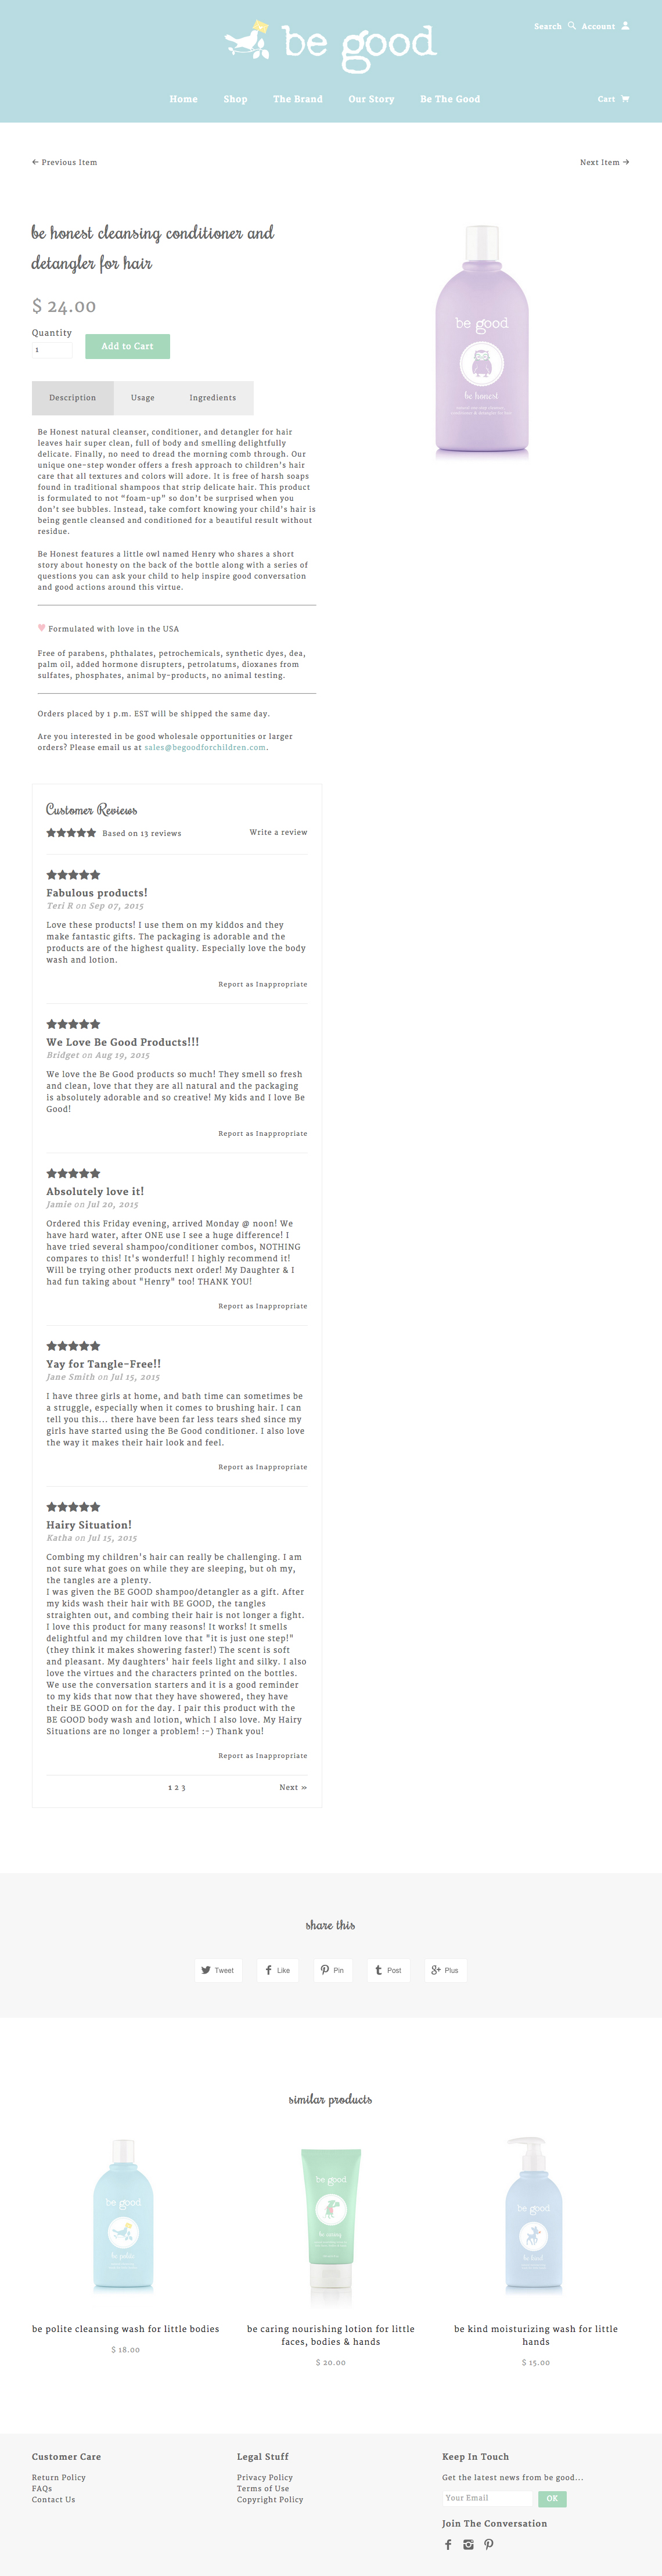 Search Account
be good
Home Shop The Brand Our Story Be The Good Cart
← Previous Item Next Item →
be honest cleansing conditioner and
detangler for hair
$ 24.00
Quantity
1
Add to Cart
be good
be honest
Description Usage Ingredients
Be Honest natural cleanser, conditioner, and detangler for hair
leaves hair super clean, full of body and smelling delightfully
delicate. Finally, no need to dread the morning comb through. Our
unique one-step wonder offers a fresh approach to children's hair
care that all textures and colors will adore. It is free of harsh soaps
found in traditional shampoos that strip delicate hair. This product
is formulated to not "foam-up" so don't be surprised when you
don't see bubbles. Instead, take comfort knowing your child's hair is
being gentle cleansed and conditioned for a beautiful result without
residue.
Be Honest features a little owl named Henry who shares a short
story about honesty on the back of the bottle along with a series of
questions you can ask your child to help inspire good conversation
and good actions around this virtue.
♥ Formulated with love in the USA
Free of parabens, phthalates, petrochemicals, synthetic dyes, dea,
palm oil, added hormone disrupters, petrolatums, dioxanes from
sulfates, phosphates, animal by-products, no animal testing.
Orders placed by 1 p.m. EST will be shipped the same day.
Are you interested in be good wholesale opportunities or larger
orders? Please email us at sales@begoodforchildren.com.
Customer Reviews
★★★★★ Based on 13 reviews Write a review
★★★★★
Fabulous products!
Teri R on Sep 07, 2015
Love these products! I use them on my kiddos and they
make fantastic gifts. The packaging is adorable and the
products are of the highest quality. Especially love the body
wash and lotion.
Report as Inappropriate
★★★★★
We Love Be Good Products!!!
Bridget on Aug 19, 2015
We love the Be Good products so much! They smell so fresh
and clean, love that they are all natural and the packaging
is absolutely adorable and so creative! My kids and I love Be
Good!
Report as Inappropriate
★★★★★
Absolutely love it!
Jamie on Jul 20, 2015
Ordered this Friday evening, arrived Monday @ noon! We
have hard water, after ONE use I see a huge difference! I
have tried several shampoo/conditioner combos, NOTHING
compares to this! It's wonderful! I highly recommend it!
Will be trying other products next order! My Daughter & I
had fun taking about "Henry" too! THANK YOU!
Report as Inappropriate
★★★★★
Yay for Tangle-Free!!
Jane Smith on Jul 15, 2015
I have three girls at home, and bath time can sometimes be
a struggle, especially when it comes to brushing hair. I can
tell you this... there have been far less tears shed since my
girls have started using the Be Good conditioner. I also love
the way it makes their hair look and feel.
Report as Inappropriate
★★★★★
Hairy Situation!
Katha on Jul 15, 2015
Combing my children's hair can really be challenging. I am
not sure what goes on while they are sleeping, but oh my,
the tangles are a plenty.
I was given the BE GOOD shampoo/detangler as a gift. After
my kids wash their hair with BE GOOD, the tangles
straighten out, and combing their hair is not longer a fight.
I love this product for many reasons! It works! It smells
delightful and my children love that "it is just one step!"
(they think it makes showering faster!) The scent is soft
and pleasant. My daughters' hair feels light and silky. I also
love the virtues and the characters printed on the bottles.
We use the conversation starters and it is a good reminder
to my kids that now that they have showered, they have
their BE GOOD on for the day. I pair this product with the
BE GOOD body wash and lotion, which I also love. My Hairy
Situations are no longer a problem! :-) Thank you!
Report as Inappropriate
1 2 3 Next »
share this
Tweet Like Pin Post Plus
similar products
be good be good be good
be polite be caring be kind
be polite cleansing wash for little bodies
$ 18.00
be caring nourishing lotion for little
faces, bodies & hands
$ 20.00
be kind moisturizing wash for little
hands
$ 15.00
Customer Care
Return Policy
FAQs
Contact Us
Legal Stuff
Privacy Policy
Terms of Use
Copyright Policy
Keep In Touch
Get the latest news from be good...
Your Email OK
Join The Conversation